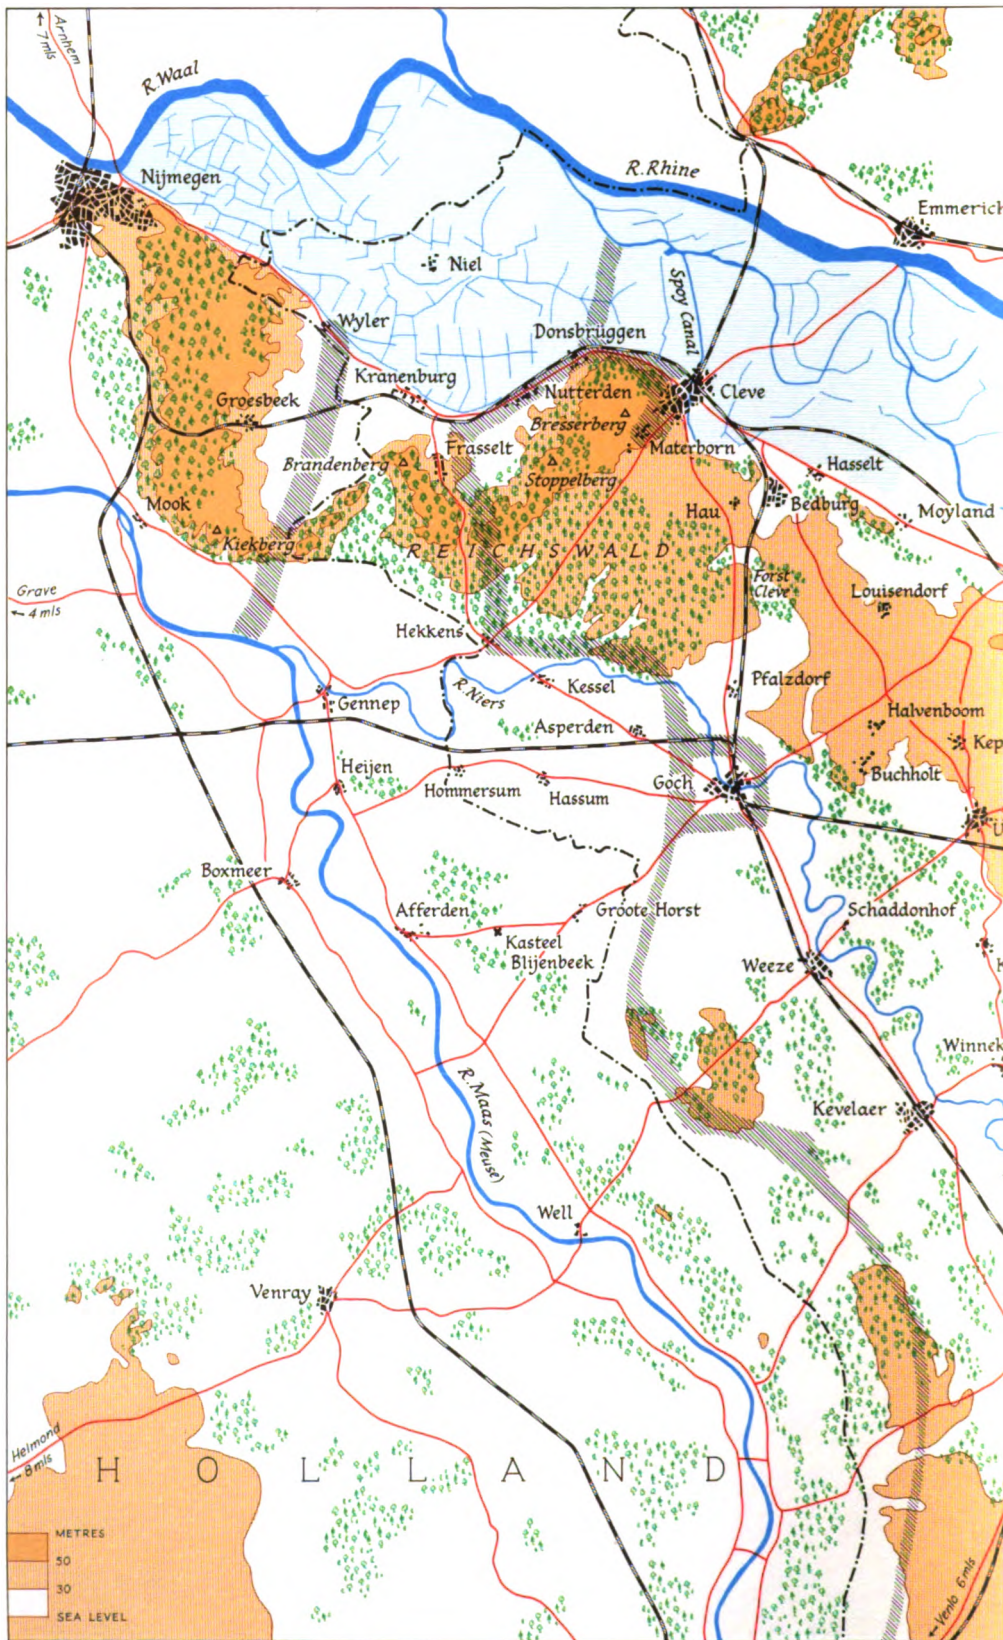 Arnhem
7 mls
R. Waal
Nijmegen
R. Rhine
Emmerich
Niel
Spoy Canal
Wyler
Donsbrüggen
Kranenburg
Nutterden
Cleve
Groesbeek
Bresserberg
Materborn
Frasselt
Brandenberg
Stoppelberg
Hasselt
Mook
Hau
Bedburg
Moyland
Kiekberg
REICHSWALD
Forst Cleve
Grave
4 mls
Louisendorf
Hekkens
R. Niers
Kessel
Pfalzdorf
Gennep
Halvenboom
Asperden
Kep
Heijen
Hommersum
Hassum
Goch
Buchholt
U
Boxmeer
Afferden
Groote Horst
Schaddonhof
Kasteel
Blijenbeek
Weeze
K
Winnek
R. Maas (Meuse)
Kevelaer
Well
Venray
Helmond
8 mls
HOLLAND
METRES
50
30
SEA LEVEL
Venlo 6 mls